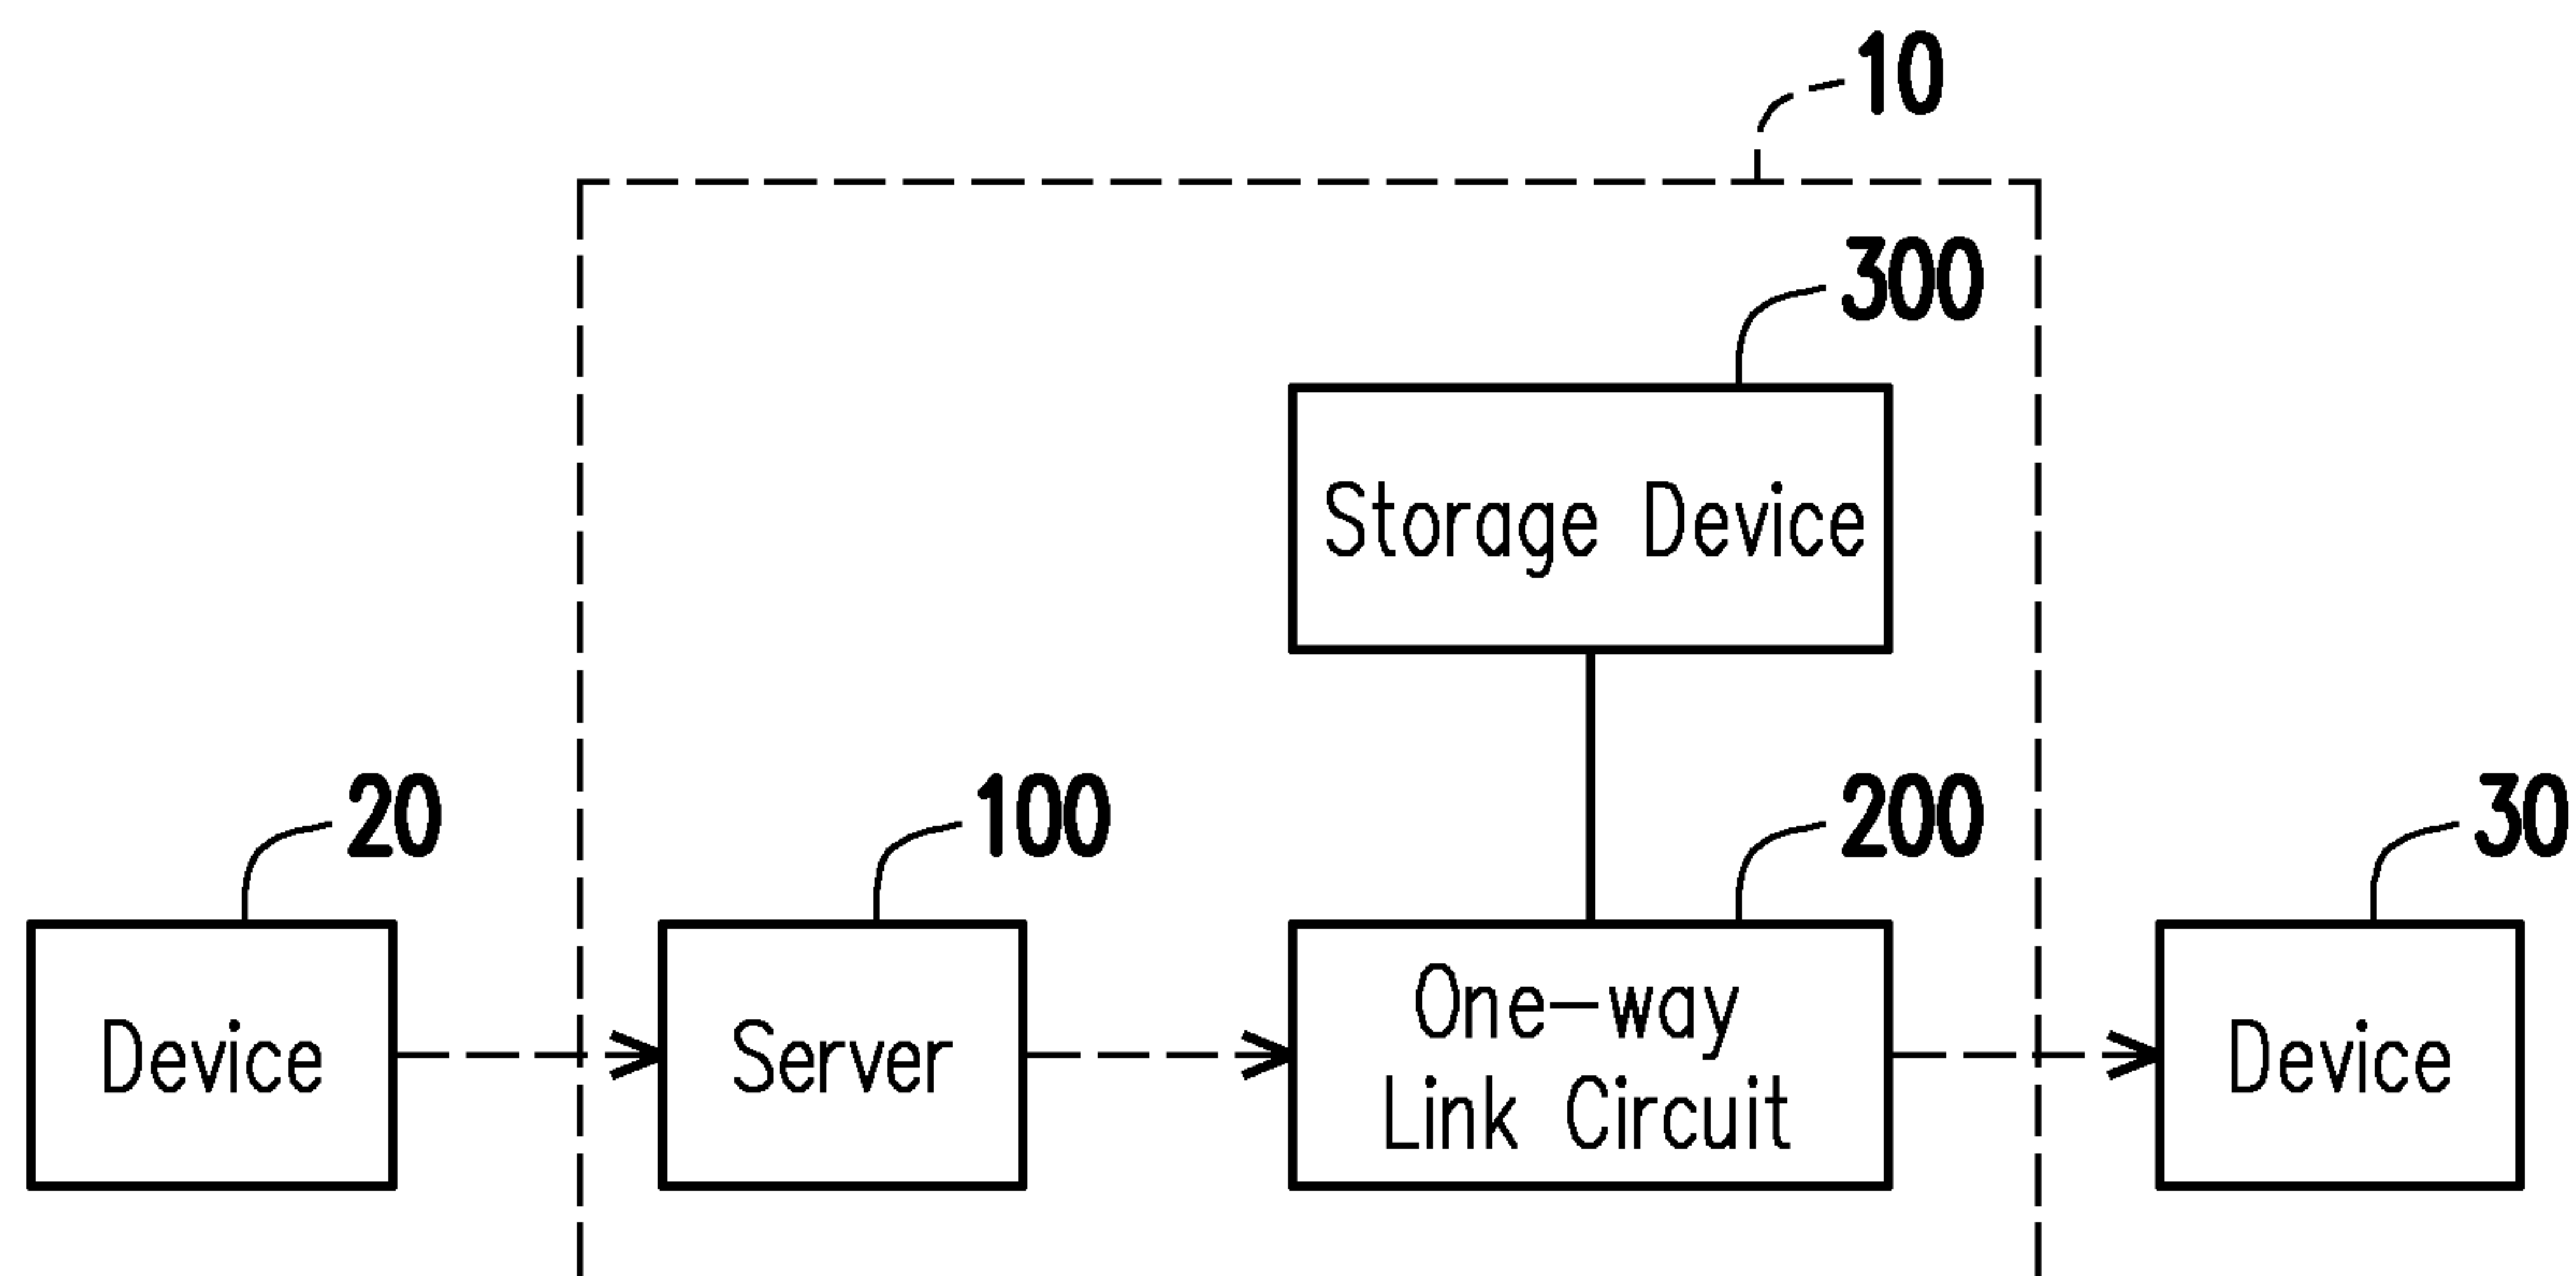 10
300
Storage Device
20
100
200
30
Device
Server
One-way
Link Circuit
Device